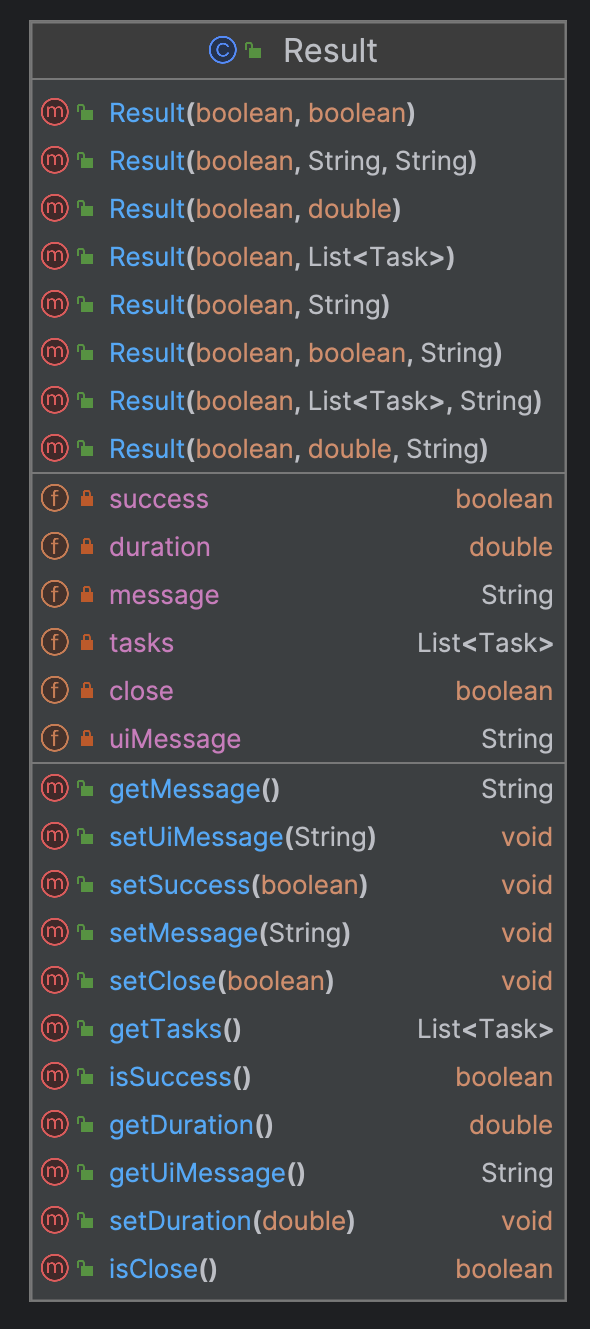 C Result
m Result(boolean, boolean)
m Result(boolean, String, String)
m Result(boolean, double)
m Result(boolean, List<Task>)
m Result(boolean, String)
m Result(boolean, boolean, String)
m Result(boolean, List<Task>, String)
m Result(boolean, double, String)
f success boolean
f duration double
f message String
f tasks List<Task>
f close boolean
f uiMessage String
m getMessage() String
m setUiMessage(String) void
m setSuccess(boolean) void
m setMessage(String) void
m setClose(boolean) void
m getTasks() List<Task>
m isSuccess() boolean
m getDuration() double
m getUiMessage() String
m setDuration(double) void
m isClose() boolean